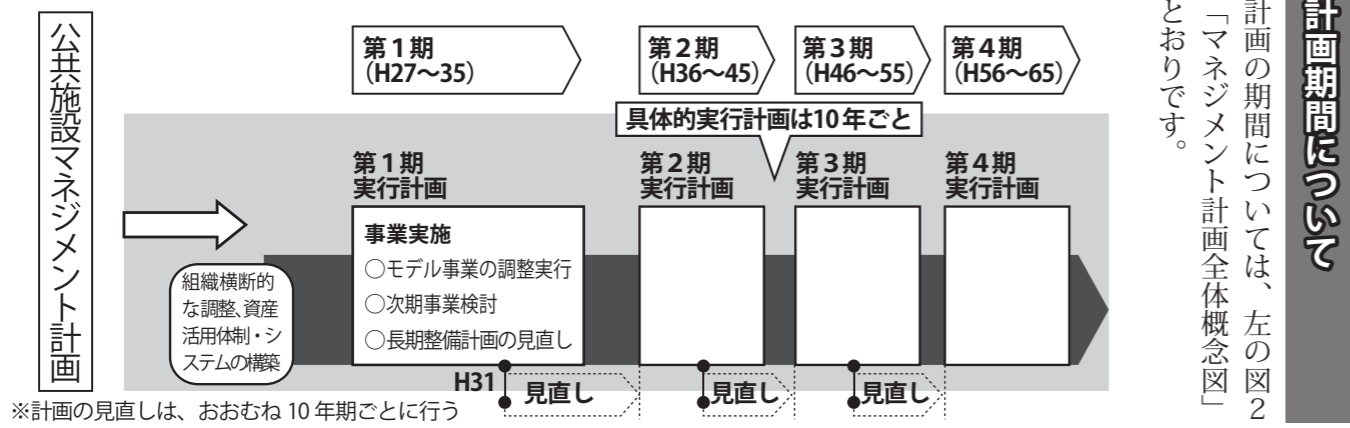 計画期間について
計画の期間については、左の図2
「マネジメント計画全体概念図」
とおりです。
公共施設マネジメント計画
第1期
(H27〜35)
第2期
(H36〜45)
第3期
(H46〜55)
第4期
(H56〜65)
具体的実行計画は10年ごと
第1期
実行計画
第2期
実行計画
第3期
実行計画
第4期
実行計画
組織横断的
な調整、資産
活用体制・シ
ステムの構築
事業実施
○モデル事業の調整実行
○次期事業検討
○長期整備計画の見直し
H31
見直し
見直し
見直し
※計画の見直しは、おおむね10年期ごとに行う